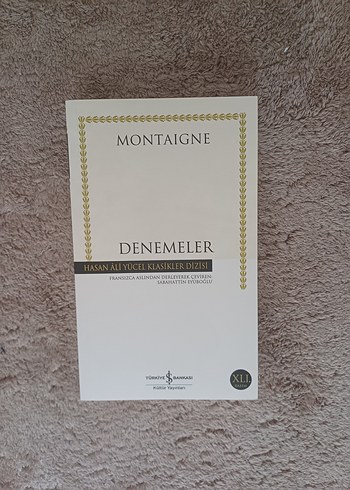 MONTAIGNE
DENEMELER
HASAN ÂLİ YÜCEL KLASİKLER DİZİSİ
FRANSIZCA ASLINDAN DERLEYEREK ÇEVİREN:
SABAHATTİN EYÜBOĞLU
TÜRKİYE İŞ BANKASI
Kültür Yayınları
XLI